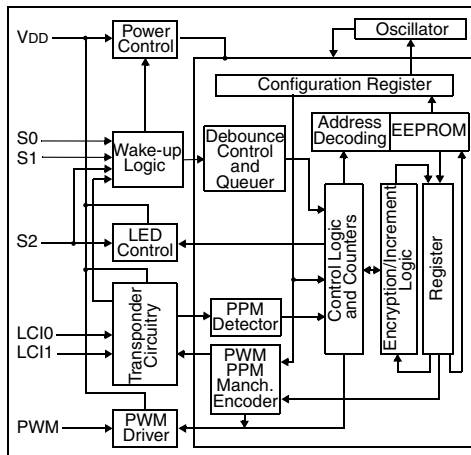 VDD
Power
Control
Oscillator
Configuration Register
S0
S1
Wake-up
Logic
Debounce
Control
and
Queuer
Address
Decoding
EEPROM
S2
LED
Control
Control Logic
and Counters
Encryption/Increment
Logic
Register
LCI0
LCI1
Transponder
Circuitry
PPM
Detector
PWM
PPM
Manch.
Encoder
PWM
PWM
Driver